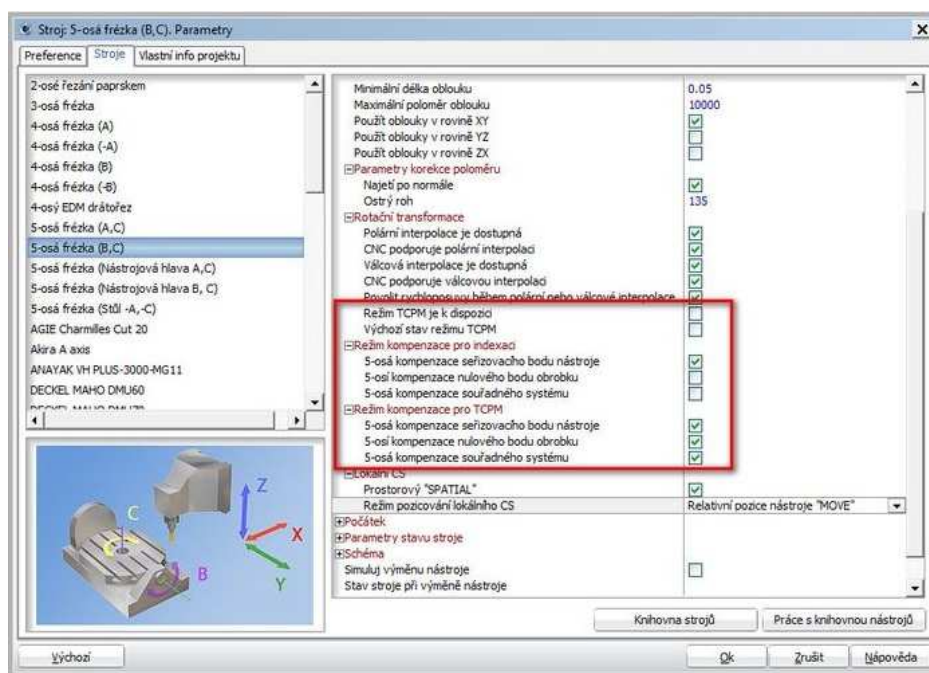 Stroj: 5-osá frézka (B,C). Parametry
Preference Stroje Vlastní info projektu
2-osé řezání paprskem
3-osá frézka
4-osá frézka (A)
4-osá frézka (-A)
4-osá frézka (B)
4-osá frézka (-B)
4-osý EDM drátořez
5-osá frézka (A,C)
5-osá frézka (B,C)
5-osá frézka (Nástrojová hlava A,C)
5-osá frézka (Nástrojová hlava B, C)
5-osá frézka (Stůl -A,-C)
AGIE Charmilles Cut 20
Akira A axis
ANAYAK VH PLUS-3000-MG11
DECKEL MAHO DMU60
Minimální délka oblouku 0.05
Maximální poloměr oblouku 10000
Použít oblouky v rovině XY
Použít oblouky v rovině YZ
Použít oblouky v rovině ZX
Parametry korekce poloměru
Najetí po normále
Ostrý roh 135
Rotační transformace
Polární interpolace je dostupná
CNC podporuje polární interpolaci
Válcová interpolace je dostupná
CNC podporuje válcovou interpolaci
Povolit rychloposuvy během polární nebo válcové interpolace
Režim TCPM je k dispozici
Výchozí stav režimu TCPM
Režim kompenzace pro indexaci
5-osá kompenzace seřizovacího bodu nástroje
5-osí kompenzace nulového bodu obrobku
5-osá kompenzace souřadného systému
Režim kompenzace pro TCPM
5-osá kompenzace seřizovacího bodu nástroje
5-osí kompenzace nulového bodu obrobku
5-osá kompenzace souřadného systému
Lokální CS
Prostorový "SPATIAL"
Režim pozicování lokálního CS Relativní pozice nástroje "MOVE"
Počátek
Parametry stavu stroje
Schéma
Simuluj výměnu nástroje
Stav stroje při výměně nástroje
Z
X
Y
C
B
Knihovna strojů Práce s knihovnou nástrojů
Výchozí Ok Zrušit Nápověda